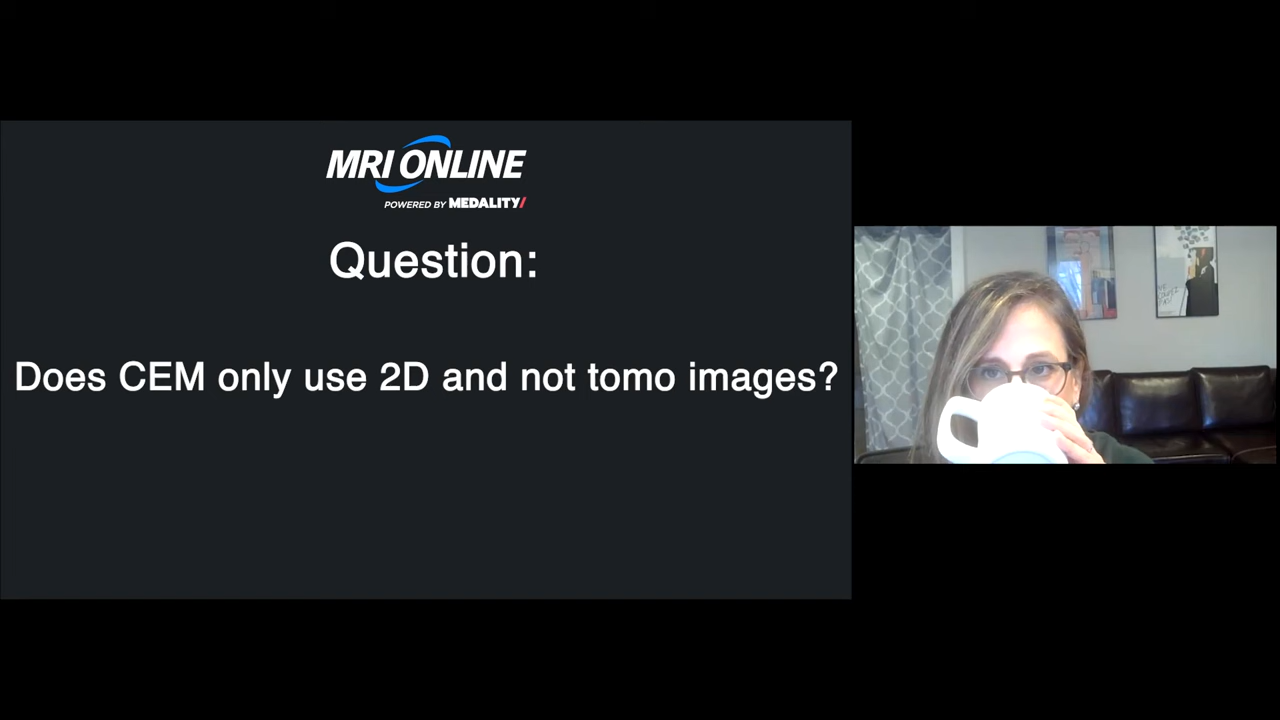 MRI ONLINE
POWERED BY MEDALITY/
Question:
Does CEM only use 2D and not tomo images?